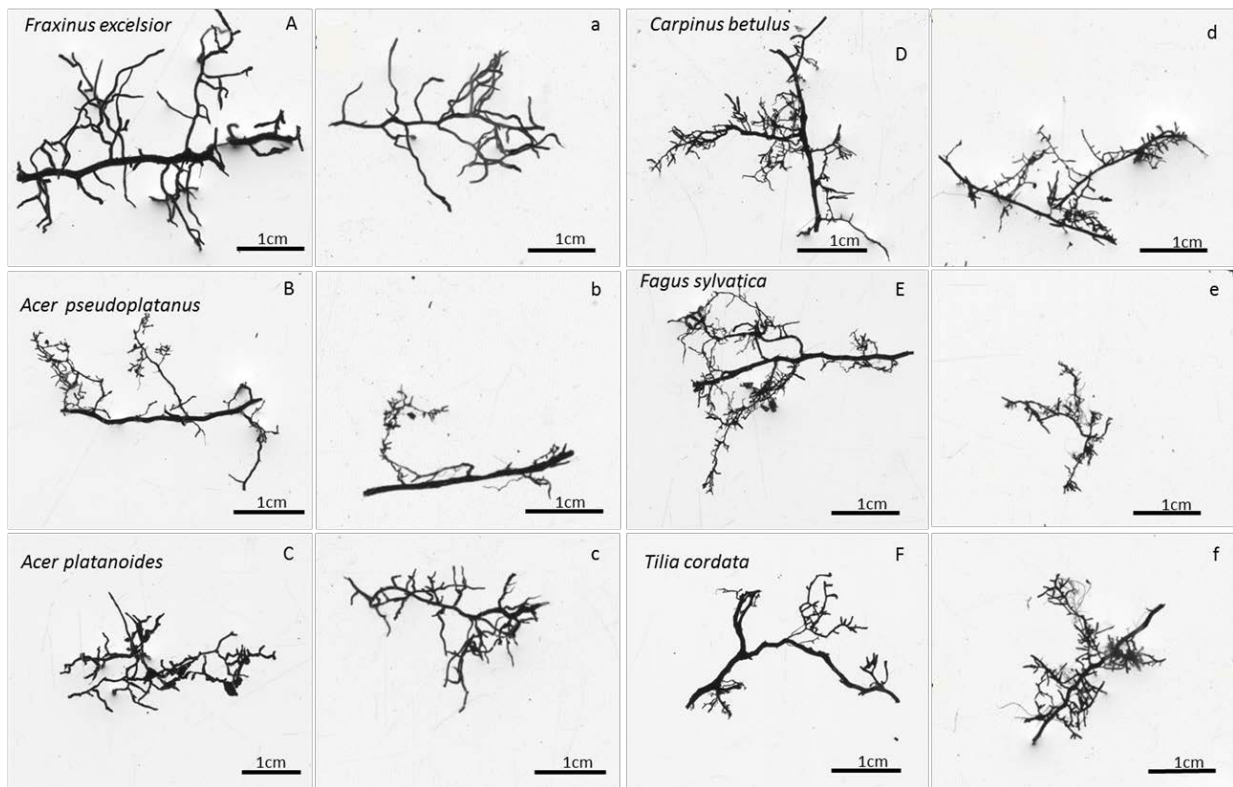 Fraxinus excelsior
A
1cm
a
1cm
Carpinus betulus
D
1cm
d
1cm
Acer pseudoplatanus
B
1cm
b
1cm
Fagus sylvatica
E
1cm
e
1cm
Acer platanoides
C
1cm
c
1cm
Tilia cordata
F
1cm
f
1cm